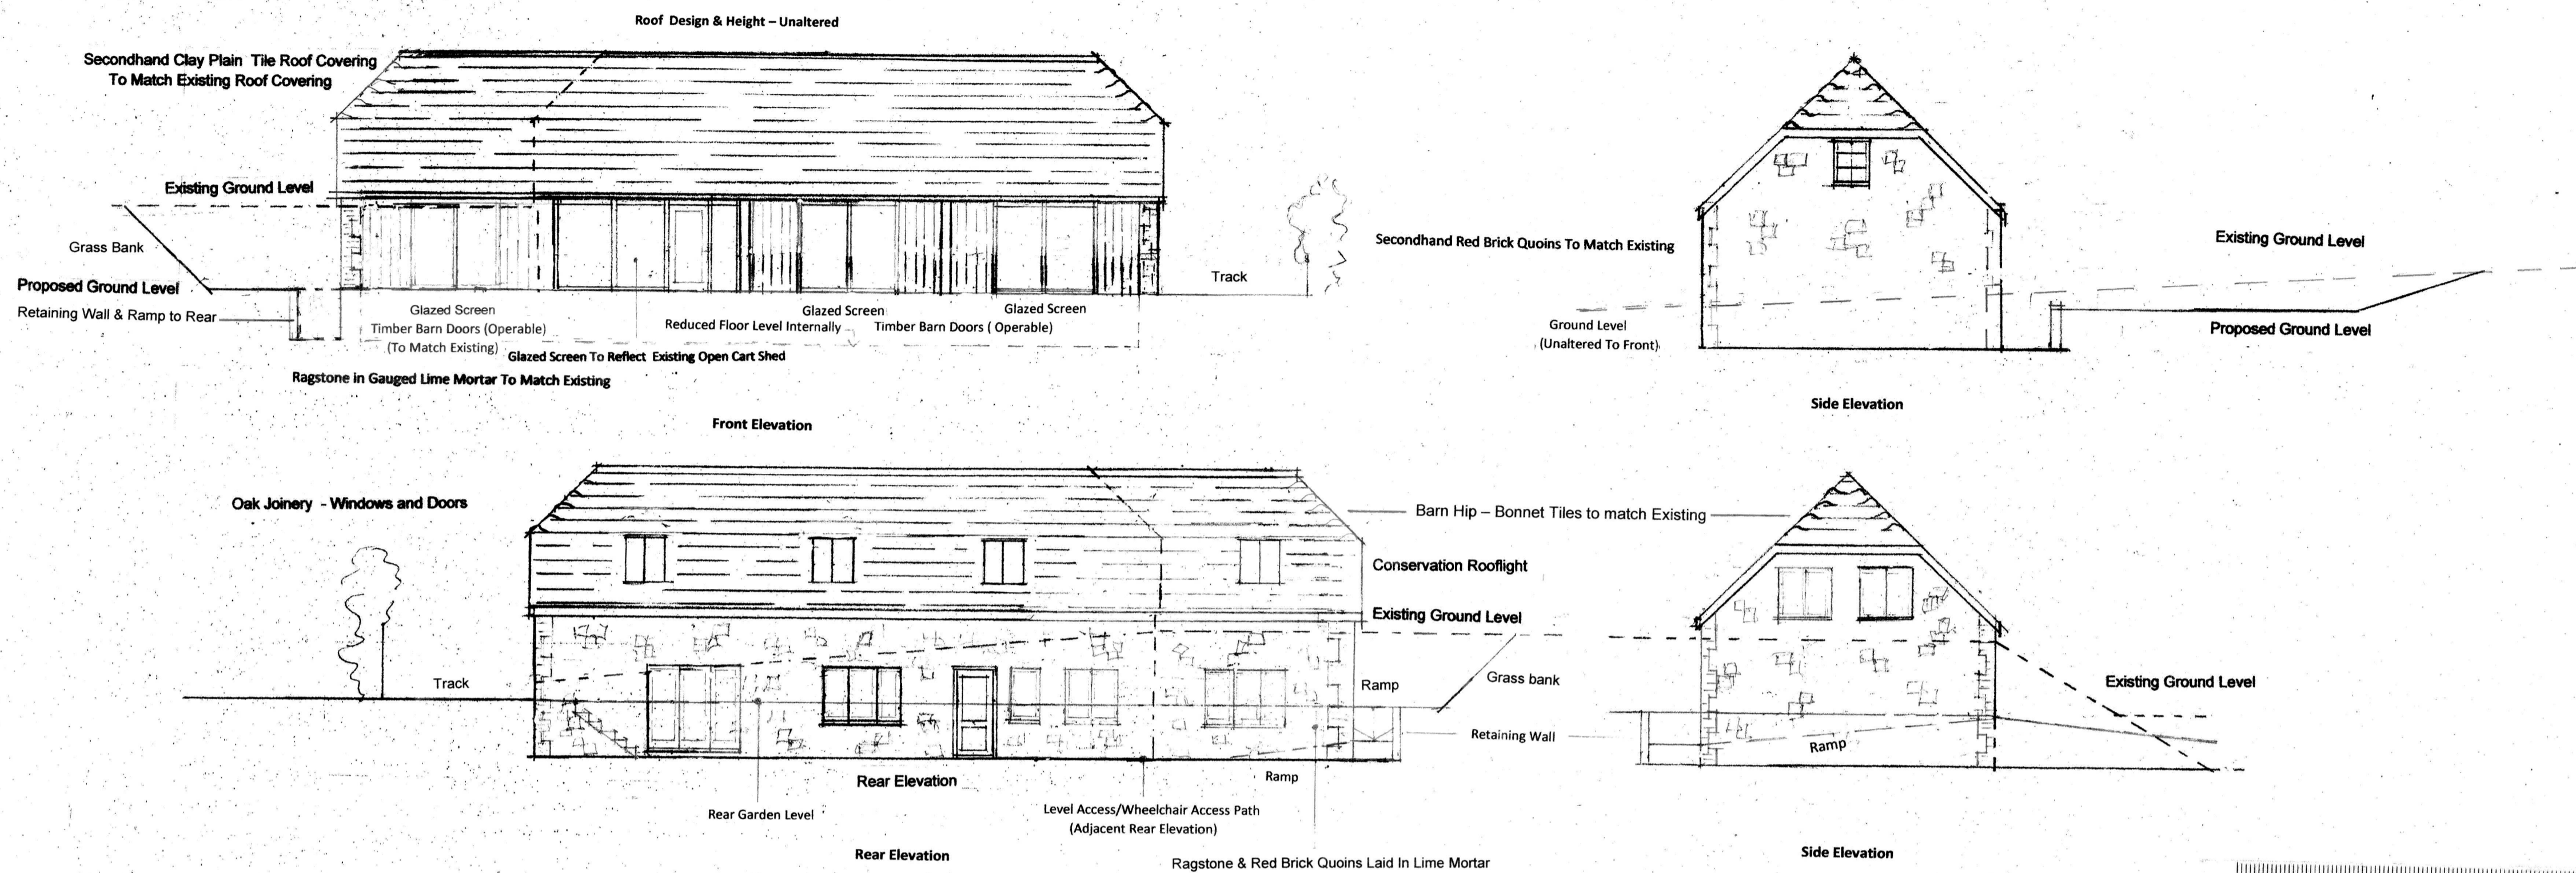 Roof Design & Height – Unaltered
Secondhand Clay Plain Tile Roof Covering
To Match Existing Roof Covering
Existing Ground Level
Grass Bank
Proposed Ground Level
Retaining Wall & Ramp to Rear
Glazed Screen
Timber Barn Doors (Operable)
(To Match Existing)
Glazed Screen
Glazed Screen
Reduced Floor Level Internally
Timber Barn Doors ( Operable)
Glazed Screen To Reflect Existing Open Cart Shed
Ragstone in Gauged Lime Mortar To Match Existing
Track
Front Elevation
Secondhand Red Brick Quoins To Match Existing
Ground Level
(Unaltered To Front)
Existing Ground Level
Proposed Ground Level
Side Elevation
Oak Joinery - Windows and Doors
Track
Barn Hip – Bonnet Tiles to match Existing
Conservation Rooflight
Existing Ground Level
Ramp
Grass bank
Retaining Wall
Rear Elevation
Ramp
Rear Garden Level
Level Access/Wheelchair Access Path
(Adjacent Rear Elevation)
Rear Elevation
Ragstone & Red Brick Quoins Laid In Lime Mortar
Existing Ground Level
Ramp
Side Elevation